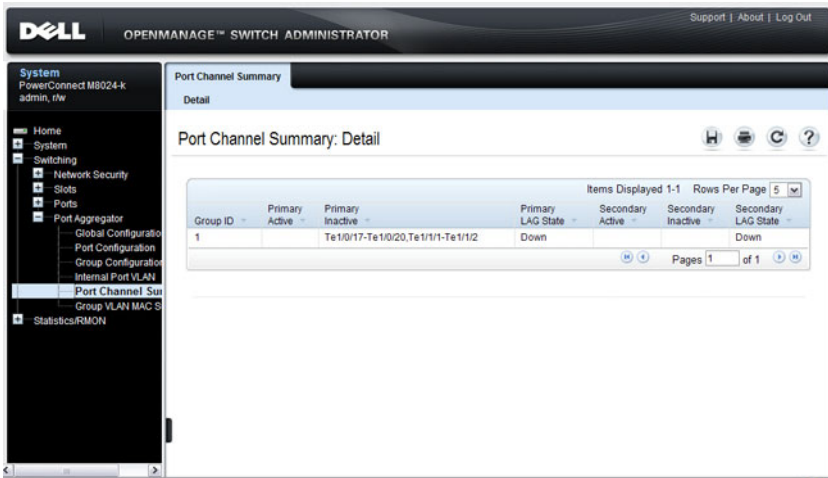 Support | About | Log Out
DELL
OPENMANAGE™ SWITCH ADMINISTRATOR
System
PowerConnect M8024-k
admin, r/w
Home
System
Switching
Network Security
Slots
Ports
Port Aggregator
Global Configuratio
Port Configuration
Group Configuration
Internal Port VLAN
Port Channel Sum
Group VLAN MAC S
Statistics/RMON
Port Channel Summary
Detail
Port Channel Summary: Detail
Items Displayed 1-1 Rows Per Page 5
Group ID Primary Active Primary Inactive Primary LAG State Secondary Active Secondary Inactive Secondary LAG State
1 Te1/0/17-Te1/0/20,Te1/1/1-Te1/1/2 Down Down
Pages 1 of 1